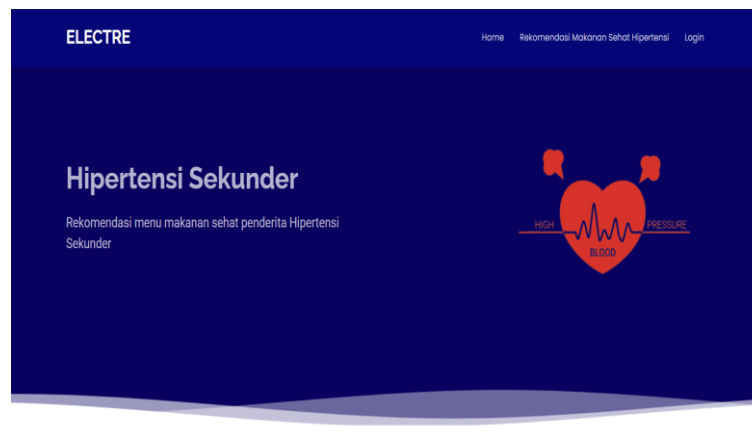 ELECTRE
Home Rekomendasi Makanan Sehat Hipertensi Login
Hipertensi Sekunder
Rekomendasi menu makanan sehat penderita Hipertensi
Sekunder
HIGH PRESSURE
BLOOD